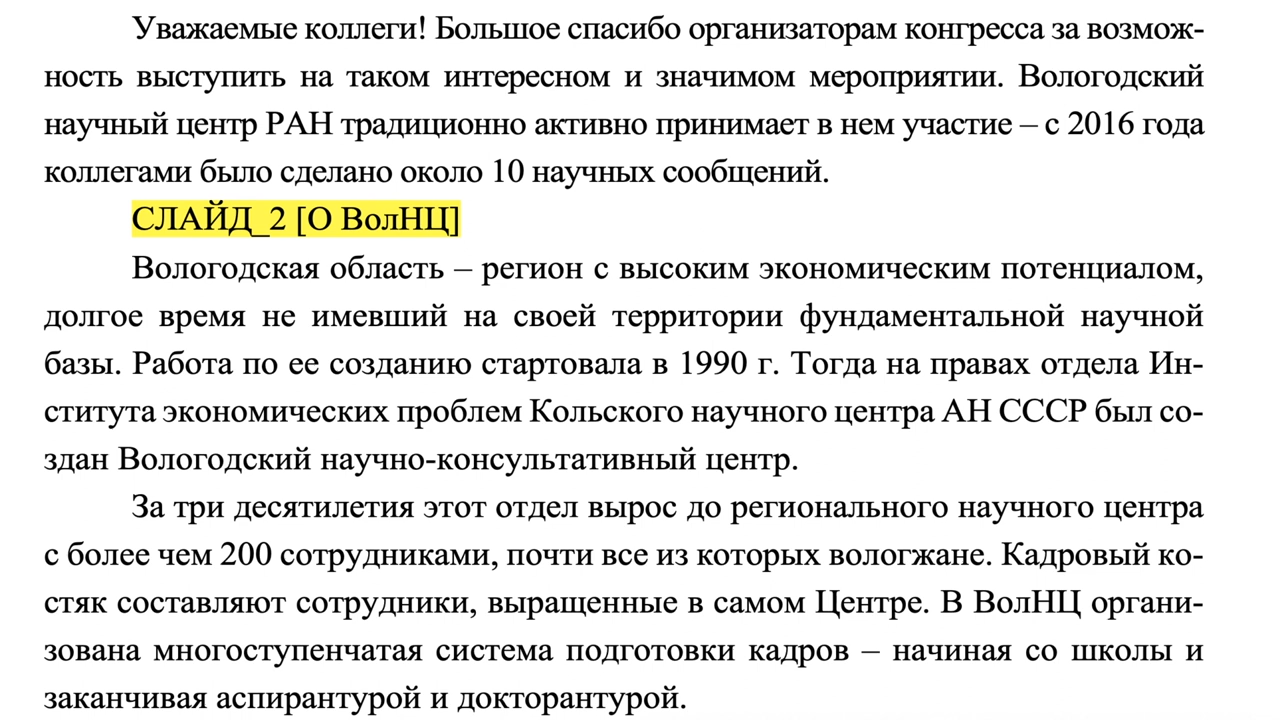 Уважаемые коллеги! Большое спасибо организаторам конгресса за возмож-
ность выступить на таком интересном и значимом мероприятии. Вологодский
научный центр РАН традиционно активно принимает в нем участие – с 2016 года
коллегами было сделано около 10 научных сообщений.
СЛАЙД_2 [О ВолНЦ]
Вологодская область – регион с высоким экономическим потенциалом,
долгое время не имевший на своей территории фундаментальной научной
базы. Работа по ее созданию стартовала в 1990 г. Тогда на правах отдела Ин-
ститута экономических проблем Кольского научного центра АН СССР был со-
здан Вологодский научно-консультативный центр.
За три десятилетия этот отдел вырос до регионального научного центра
с более чем 200 сотрудниками, почти все из которых вологжане. Кадровый ко-
стяк составляют сотрудники, выращенные в самом Центре. В ВолНЦ органи-
зована многоступенчатая система подготовки кадров – начиная со школы и
заканчивая аспирантурой и докторантурой.